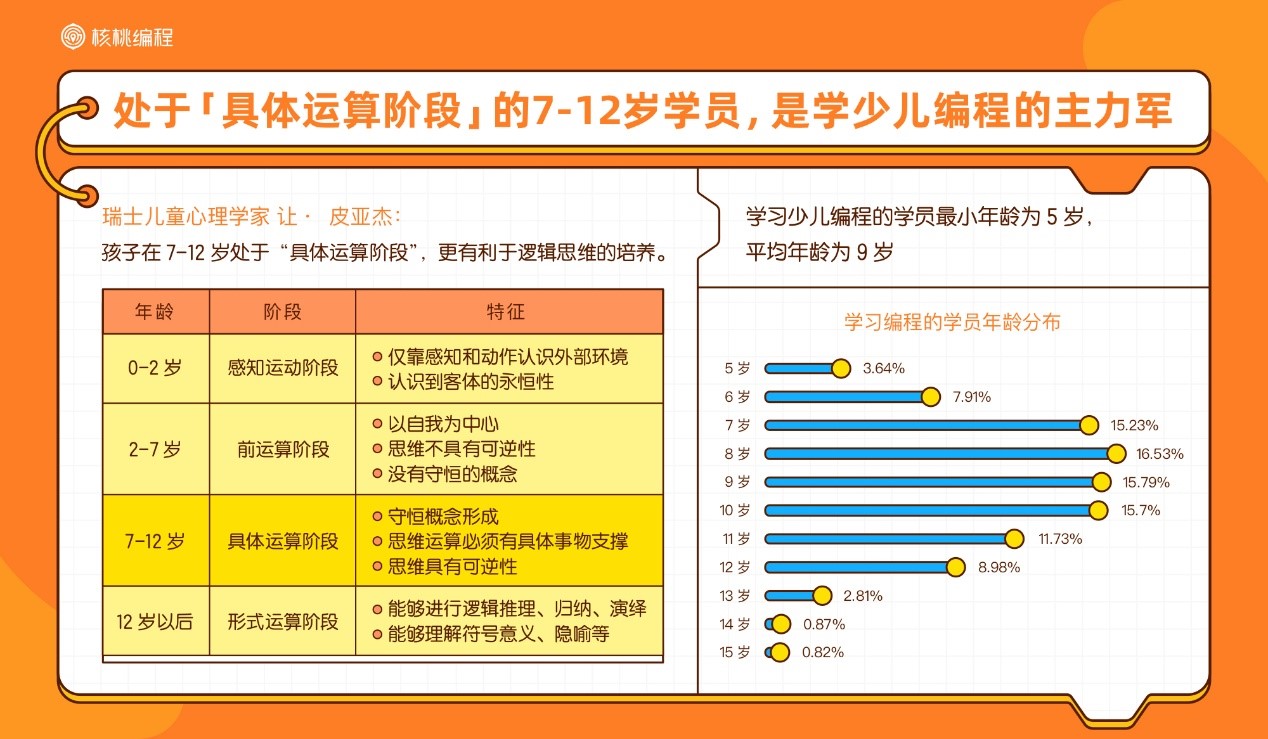 核桃编程
处于「具体运算阶段」的7-12岁学员，是学少儿编程的主力军
瑞士儿童心理学家 让· 皮亚杰：
孩子在 7-12 岁处于“具体运算阶段”，更有利于逻辑思维的培养。
年龄 阶段 特征
0-2 岁 感知运动阶段
仅靠感知和动作认识外部环境
认识到客体的永恒性
2-7 岁 前运算阶段
以自我为中心
思维不具有可逆性
没有守恒的概念
7-12 岁 具体运算阶段
守恒概念形成
思维运算必须有具体事物支撑
思维具有可逆性
12 岁以后 形式运算阶段
能够进行逻辑推理、归纳、演绎
能够理解符号意义、隐喻等
学习少儿编程的学员最小年龄为 5 岁，
平均年龄为 9 岁
学习编程的学员年龄分布
5 岁 3.64%
6 岁 7.91%
7 岁 15.23%
8 岁 16.53%
9 岁 15.79%
10 岁 15.7%
11 岁 11.73%
12 岁 8.98%
13 岁 2.81%
14 岁 0.87%
15 岁 0.82%